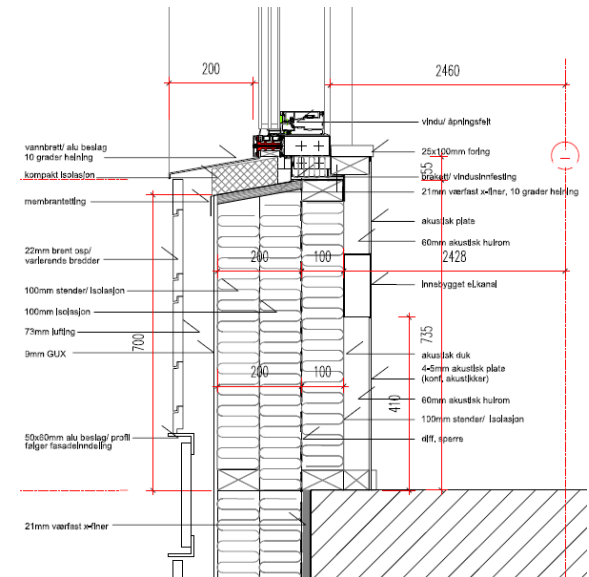 200
2460
vindu/ åpningsfelt
vannbrett/ alu beslag
10 grader helning
25x100mm foring
kompakt isolasjon
brakett/ vindusinnfesting
55
21mm værfast x-finer, 10 grader helning
membrantetting
akustisk plate
22mm brent osp/
varierende bredder
60mm akustisk hulrom
200
100
2428
100mm stender/ isolasjon
innebygget el.kanal
100mm isolasjon
73mm lufting
700
735
9mm GUX
akustisk duk
4-5mm akustisk plate
(konf. akustikker)
200
100
60mm akustisk hulrom
410
100mm stender/ isolasjon
50x60mm alu beslag/ profil
følger fasadeinndeling
diff. sperre
21mm værfast x-finer